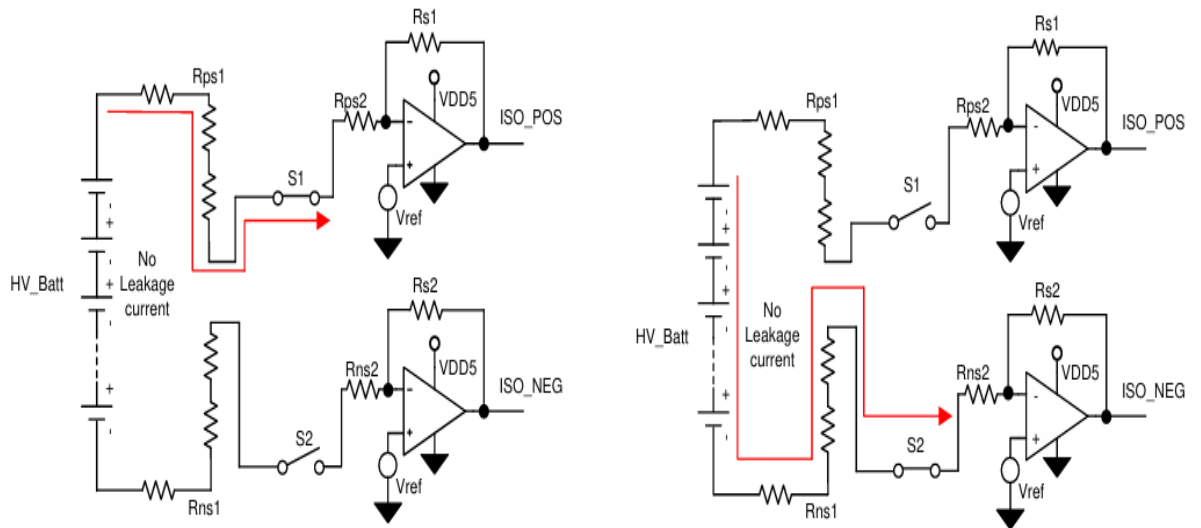 Rs1
Rps1
Rps2
VDD5
ISO_POS
-
+
S1
Vref
-
+
-
+
+
-
+
-
HV_Batt
No
Leakage
current
Rs2
Rns2
VDD5
ISO_NEG
-
+
S2
Vref
Rns1
Rs1
Rps1
Rps2
VDD5
ISO_POS
-
+
S1
Vref
-
+
-
+
+
-
+
-
HV_Batt
No
Leakage
current
Rs2
Rns2
VDD5
ISO_NEG
-
+
S2
Vref
Rns1